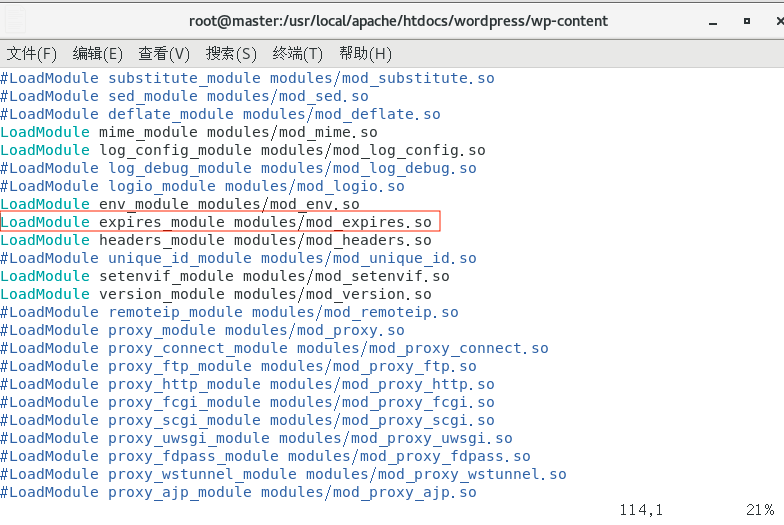 root@master:/usr/local/apache/htdocs/wordpress/wp-content
文件(F) 编辑(E) 查看(V) 搜索(S) 终端(T) 帮助(H)
#LoadModule substitute_module modules/mod_substitute.so
#LoadModule sed_module modules/mod_sed.so
#LoadModule deflate_module modules/mod_deflate.so
LoadModule mime_module modules/mod_mime.so
LoadModule log_config_module modules/mod_log_config.so
#LoadModule log_debug_module modules/mod_log_debug.so
#LoadModule logio_module modules/mod_logio.so
LoadModule env_module modules/mod_env.so
LoadModule expires_module modules/mod_expires.so
LoadModule headers_module modules/mod_headers.so
#LoadModule unique_id_module modules/mod_unique_id.so
LoadModule setenvif_module modules/mod_setenvif.so
LoadModule version_module modules/mod_version.so
#LoadModule remoteip_module modules/mod_remoteip.so
#LoadModule proxy_module modules/mod_proxy.so
#LoadModule proxy_connect_module modules/mod_proxy_connect.so
#LoadModule proxy_ftp_module modules/mod_proxy_ftp.so
#LoadModule proxy_http_module modules/mod_proxy_http.so
#LoadModule proxy_fcgi_module modules/mod_proxy_fcgi.so
#LoadModule proxy_scgi_module modules/mod_proxy_scgi.so
#LoadModule proxy_uwsgi_module modules/mod_proxy_uwsgi.so
#LoadModule proxy_fdpass_module modules/mod_proxy_fdpass.so
#LoadModule proxy_wstunnel_module modules/mod_proxy_wstunnel.so
#LoadModule proxy_ajp_module modules/mod_proxy_ajp.so
114,1 21%